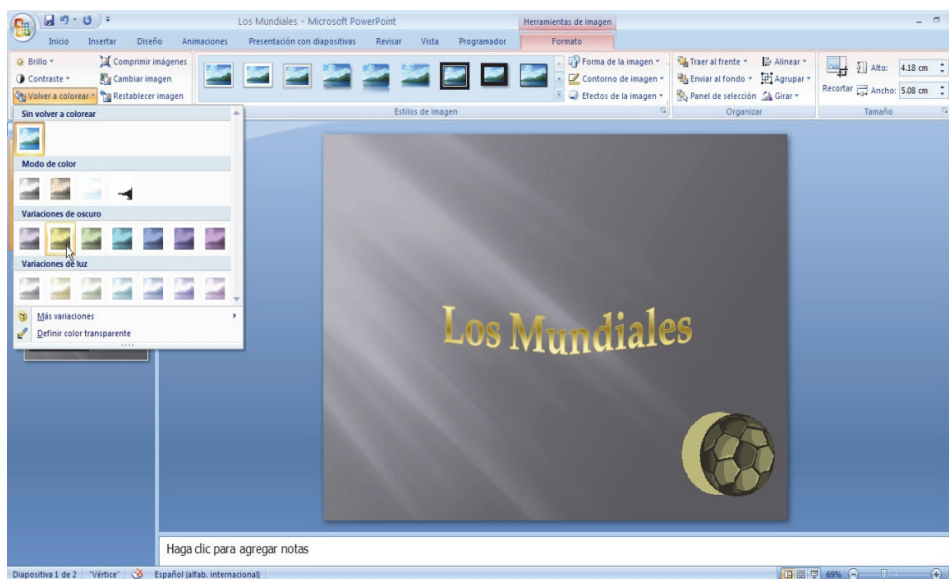 Los Mundiales - Microsoft PowerPoint
Herramientas de imagen
Inicio Insertar Diseño Animaciones Presentación con diapositivas Revisar Vista Programador Formato
Brillo
Contraste
Volver a colorear
Comprimir imágenes
Cambiar imagen
Restablecer imagen
Estilos de imagen
Forma de la imagen
Contorno de imagen
Efectos de la imagen
Traer al frente
Enviar al fondo
Panel de selección
Alinear
Agrupar
Girar
Organizar
Recortar
Alto: 4.18 cm
Ancho: 5.08 cm
Tamaño
Sin volver a colorear
Modo de color
Variaciones de oscuro
Variaciones de luz
Más variaciones
Definir color transparente
Los Mundiales
Haga clic para agregar notas
Diapositiva 1 de 2 "Vértice" Español (alfab. internacional) 69%